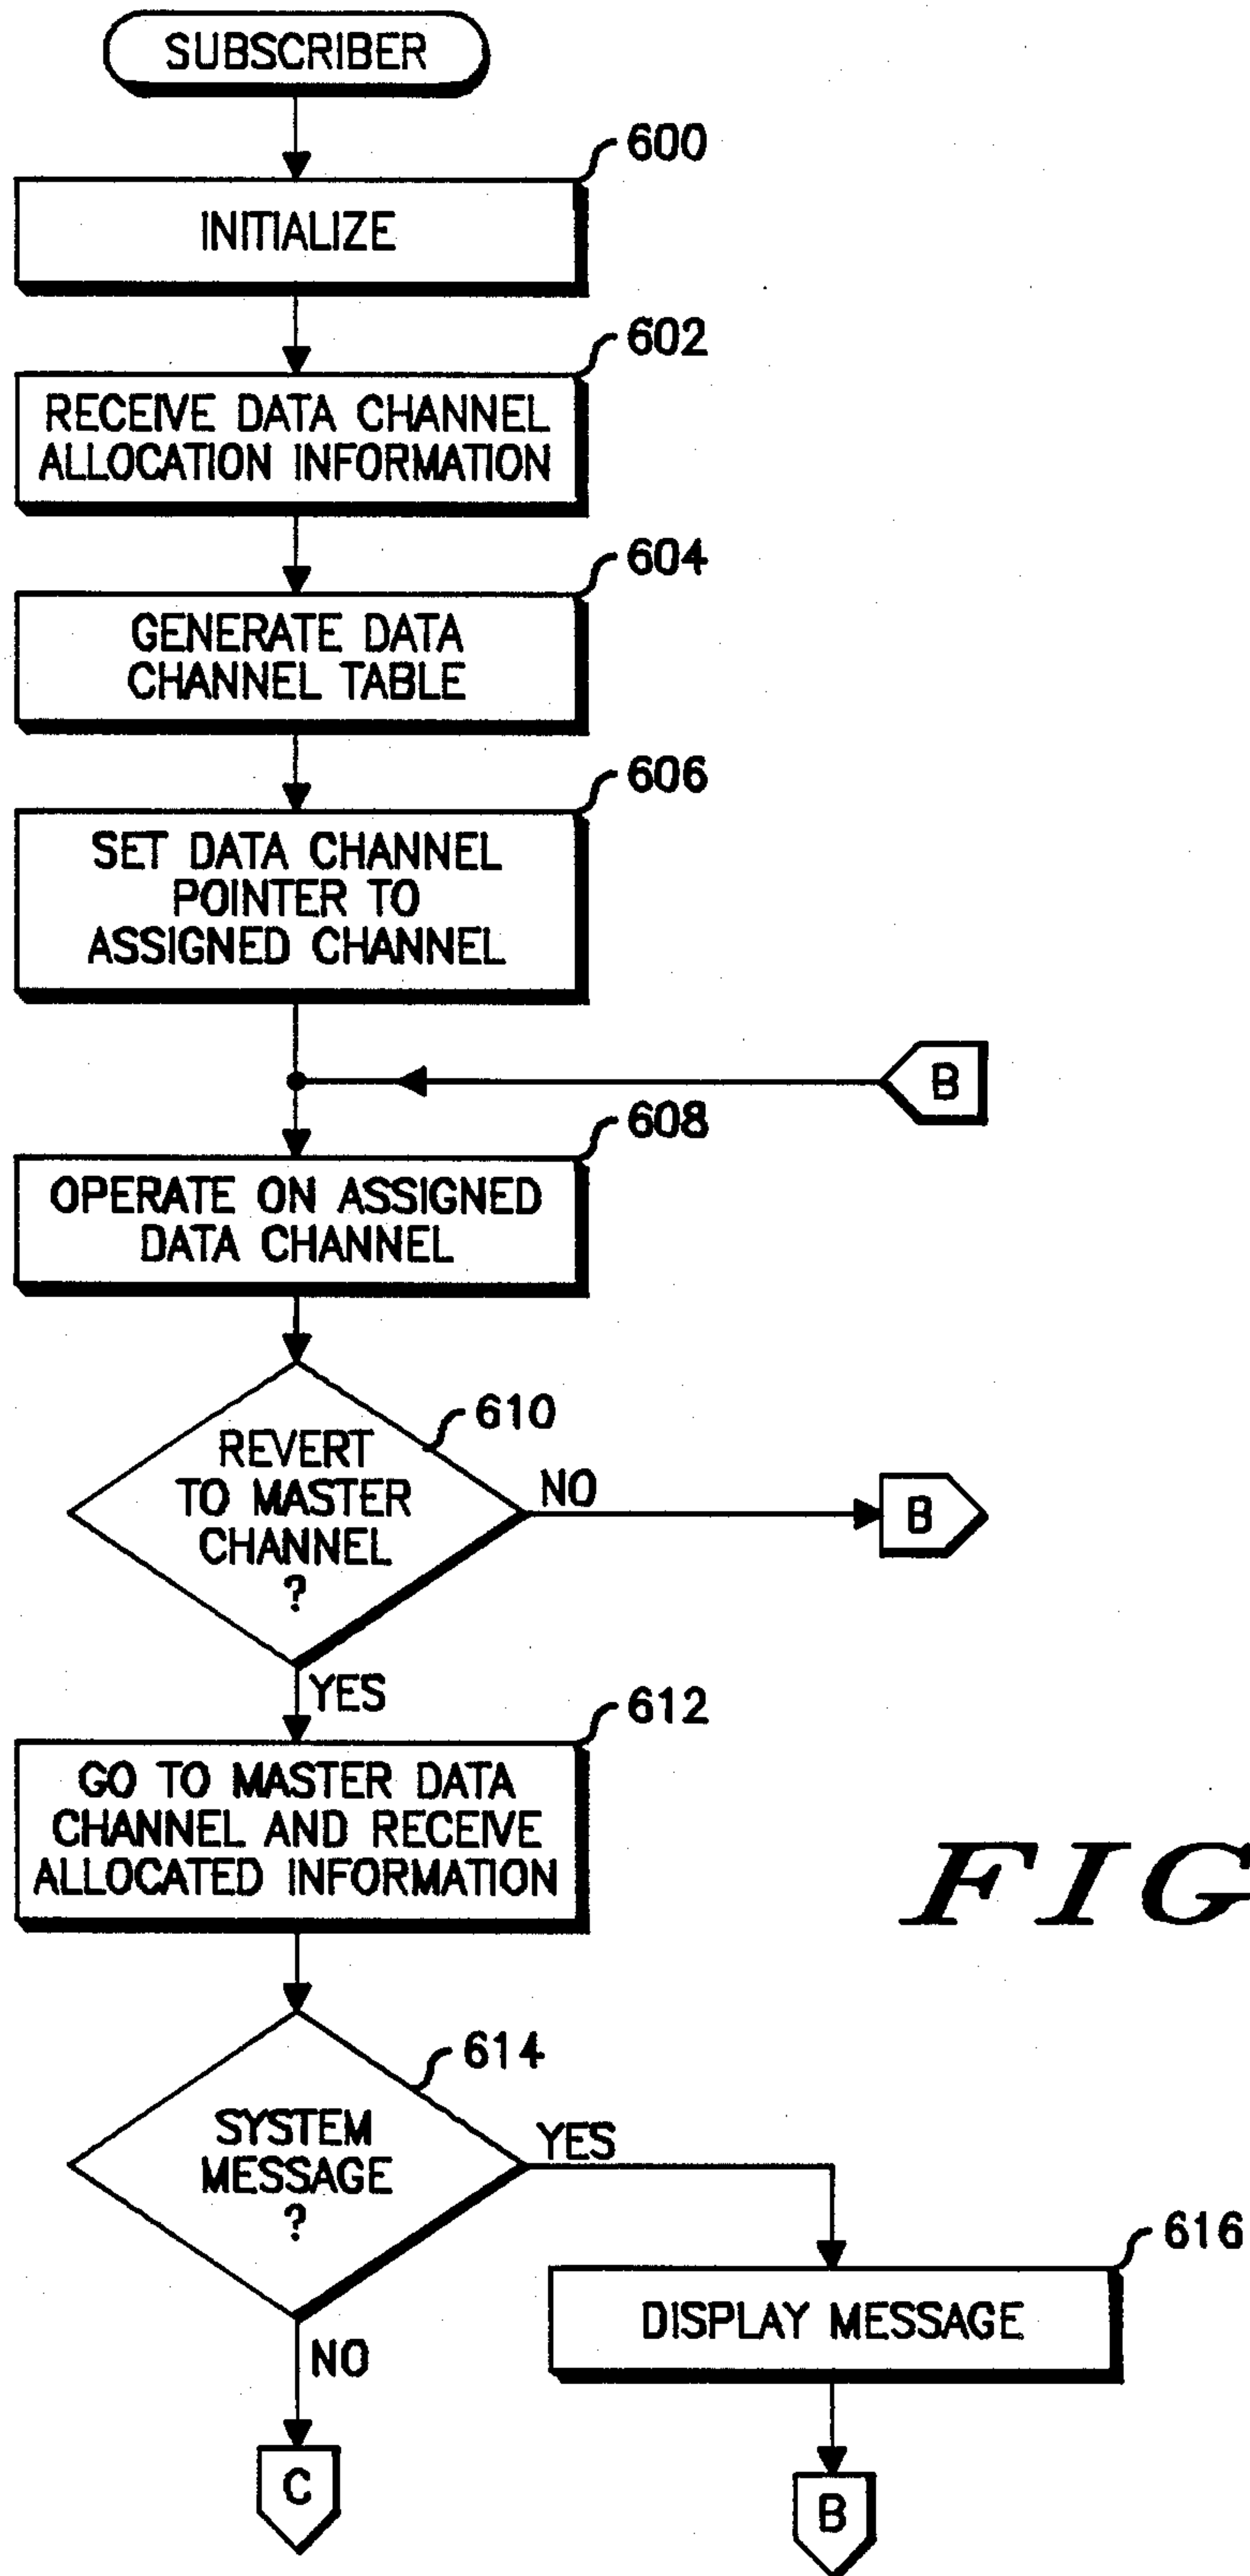 SUBSCRIBER
600
INITIALIZE
602
RECEIVE DATA CHANNEL
ALLOCATION INFORMATION
604
GENERATE DATA
CHANNEL TABLE
606
SET DATA CHANNEL
POINTER TO
ASSIGNED CHANNEL
B
608
OPERATE ON ASSIGNED
DATA CHANNEL
610
REVERT
TO MASTER
CHANNEL
?
NO
B
YES
612
GO TO MASTER DATA
CHANNEL AND RECEIVE
ALLOCATED INFORMATION
FIG
614
SYSTEM
MESSAGE
?
YES
616
DISPLAY MESSAGE
NO
C
B